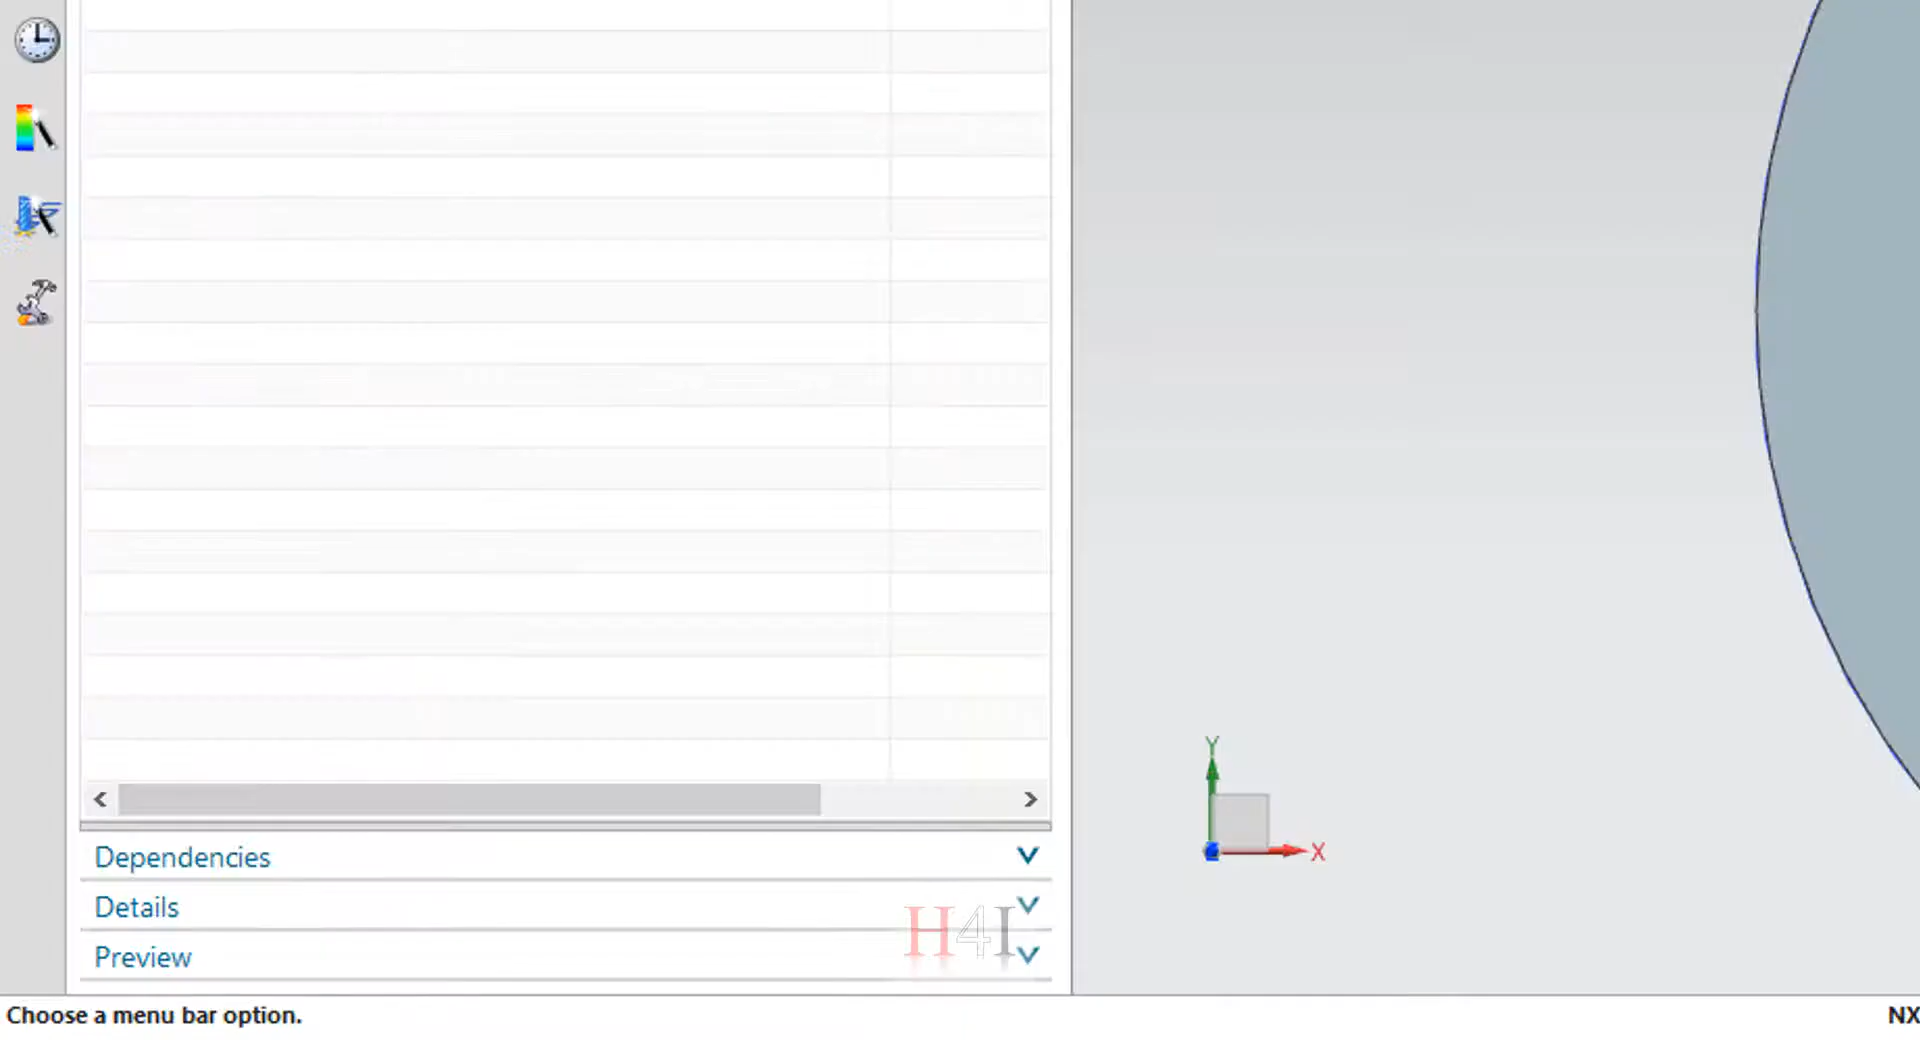 Y
X
Dependencies
Details
H4I
Preview
Choose a menu bar option.
NX